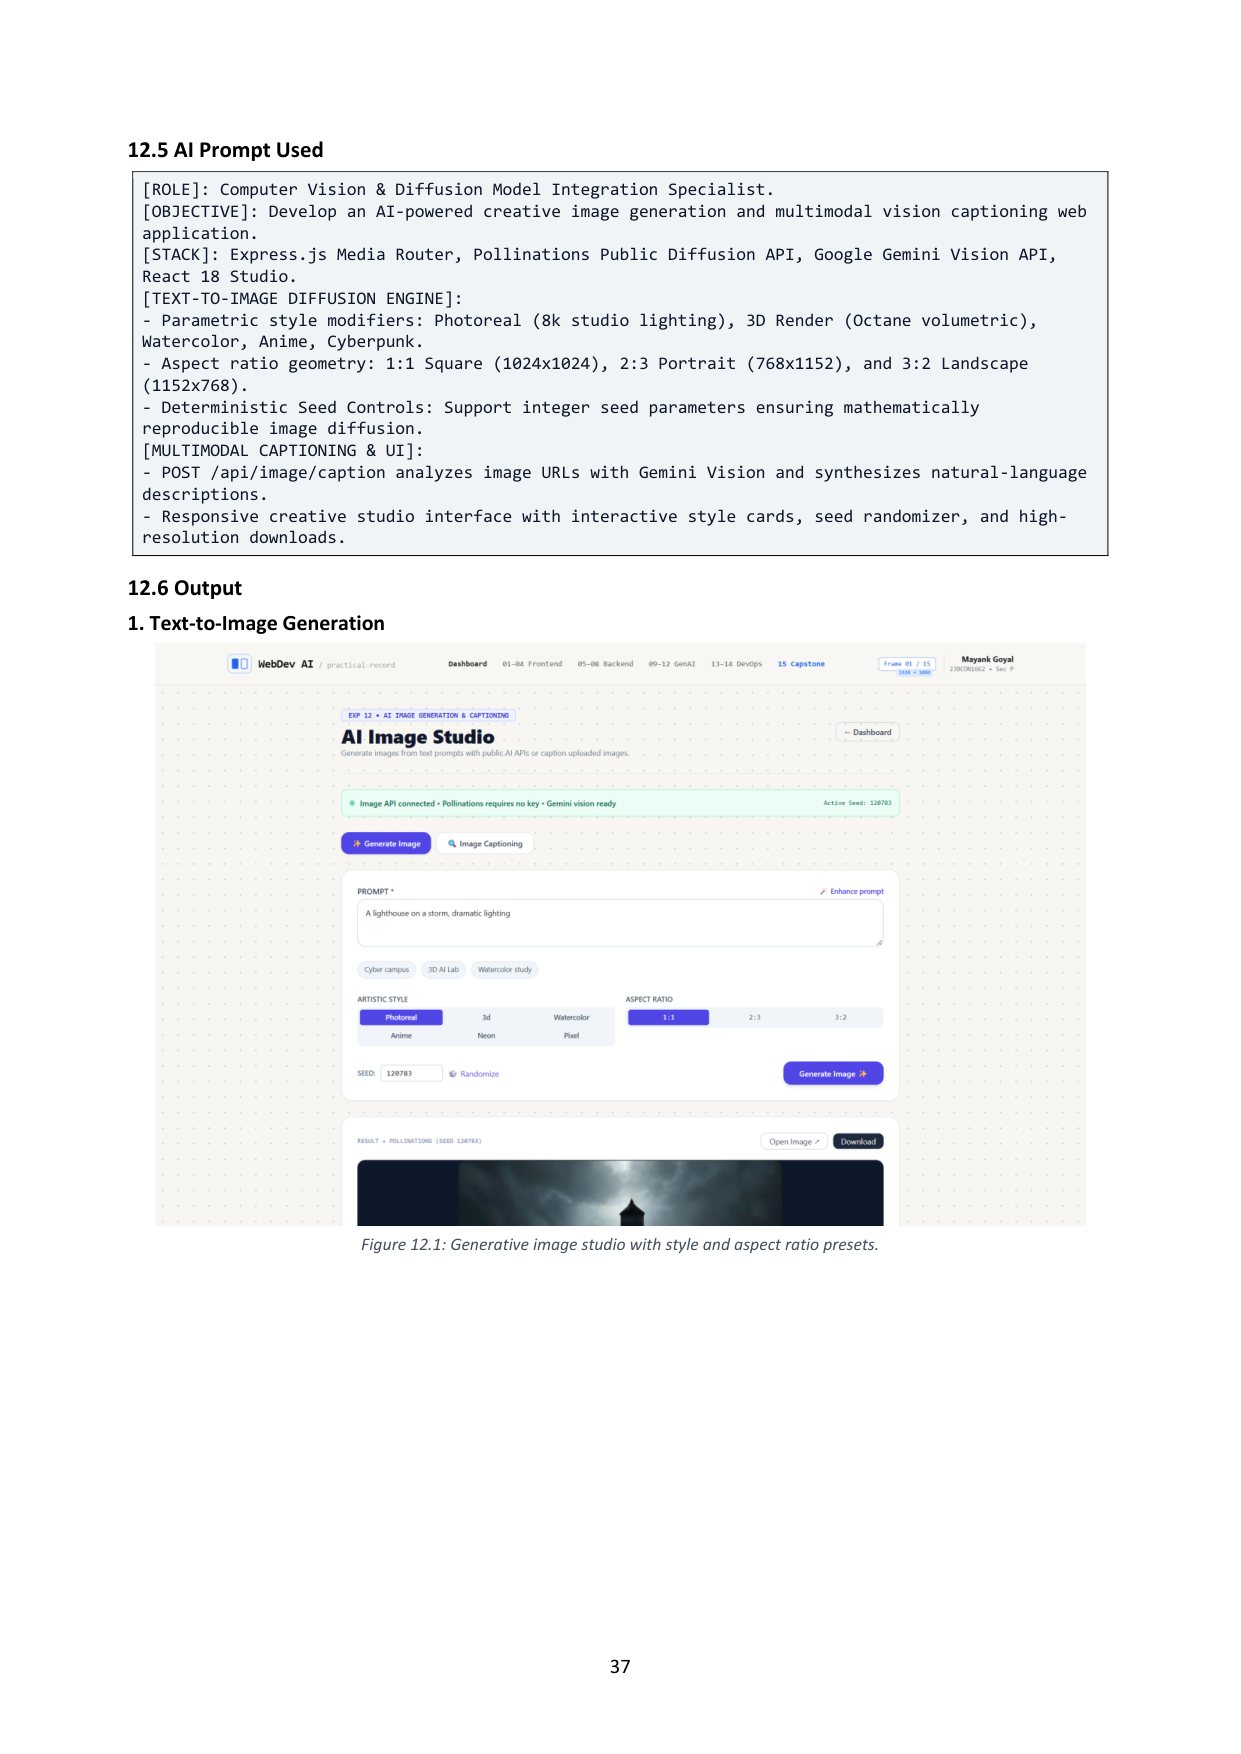 12.5 AI Prompt Used
[ROLE]: Computer Vision & Diffusion Model Integration Specialist.
[OBJECTIVE]: Develop an AI-powered creative image generation and multimodal vision captioning web
application.
[STACK]: Express.js Media Router, Pollinations Public Diffusion API, Google Gemini Vision API,
React 18 Studio.
[TEXT-TO-IMAGE DIFFUSION ENGINE]:
- Parametric style modifiers: Photoreal (8k studio lighting), 3D Render (Octane volumetric),
Watercolor, Anime, Cyberpunk.
- Aspect ratio geometry: 1:1 Square (1024x1024), 2:3 Portrait (768x1152), and 3:2 Landscape
(1152x768).
- Deterministic Seed Controls: Support integer seed parameters ensuring mathematically
reproducible image diffusion.
[MULTIMODAL CAPTIONING & UI]:
- POST /api/image/caption analyzes image URLs with Gemini Vision and synthesizes natural-language
descriptions.
- Responsive creative studio interface with interactive style cards, seed randomizer, and high-
resolution downloads.
12.6 Output
1. Text-to-Image Generation
WebDev AI / practical-record Dashboard 01–04 Frontend 05–08 Backend 09–12 GenAI 13–14 DevOps 15 Capstone Frame 01 / 15 Mayank Goyal
1920 × 1080 23BCON1662 • Sec P
EXP 12 • AI IMAGE GENERATION & CAPTIONING
AI Image Studio ← Dashboard
Generate images from text prompts with public AI APIs or caption uploaded images.
Image API connected • Pollinations requires no key • Gemini vision ready Active Seed: 120783
✨ Generate Image 🔍 Image Captioning
PROMPT * Enhance prompt
A lighthouse on a storm, dramatic lighting
Cyber campus 3D AI Lab Watercolor study
ARTISTIC STYLE ASPECT RATIO
Photoreal 3d Watercolor 1:1 2:3 3:2
Anime Neon Pixel
SEED: 120783 Randomize Generate Image ✨
RESULT • POLLINATIONS (SEED 120783) Open Image ↗ Download
Figure 12.1: Generative image studio with style and aspect ratio presets.
37